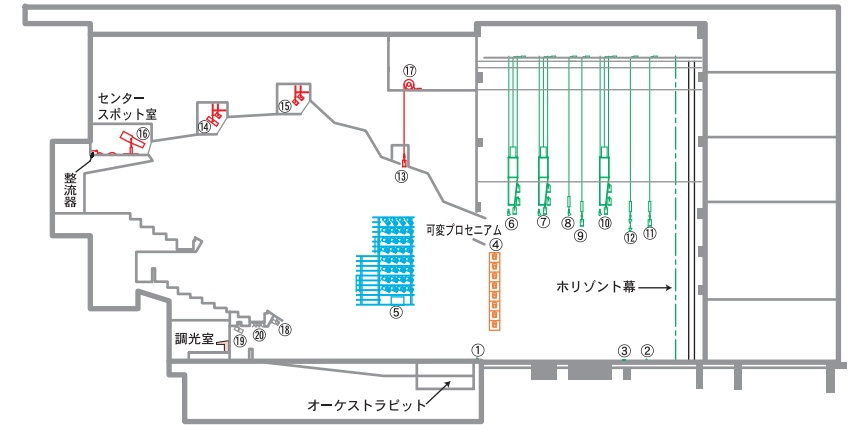 ⑰
センター
スポット室
⑮
⑭
⑯
整流器
⑬
⑥
⑦
⑧
⑨
⑩
⑫
⑪
可変プロセニアム
④
ホリゾント幕
⑤
⑱
⑳
⑲
調光室
①
③
②
オーケストラピット